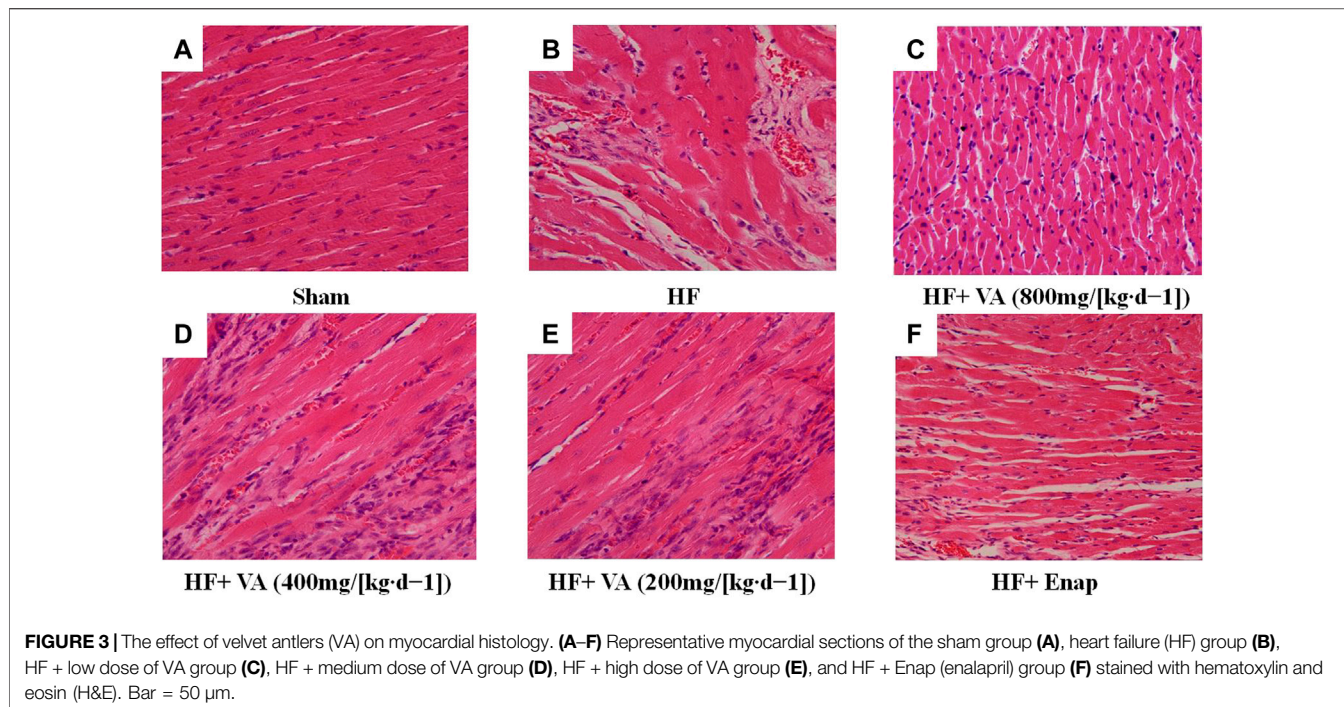 A
B
C
Sham
HF
HF+ VA (800mg/[kg·d−1])
D
E
F
HF+ VA (400mg/[kg·d−1])
HF+ VA (200mg/[kg·d−1])
HF+ Enap
FIGURE 3 | The effect of velvet antlers (VA) on myocardial histology. (A–F) Representative myocardial sections of the sham group (A), heart failure (HF) group (B),
HF + low dose of VA group (C), HF + medium dose of VA group (D), HF + high dose of VA group (E), and HF + Enap (enalapril) group (F) stained with hematoxylin and
eosin (H&E). Bar = 50 μm.